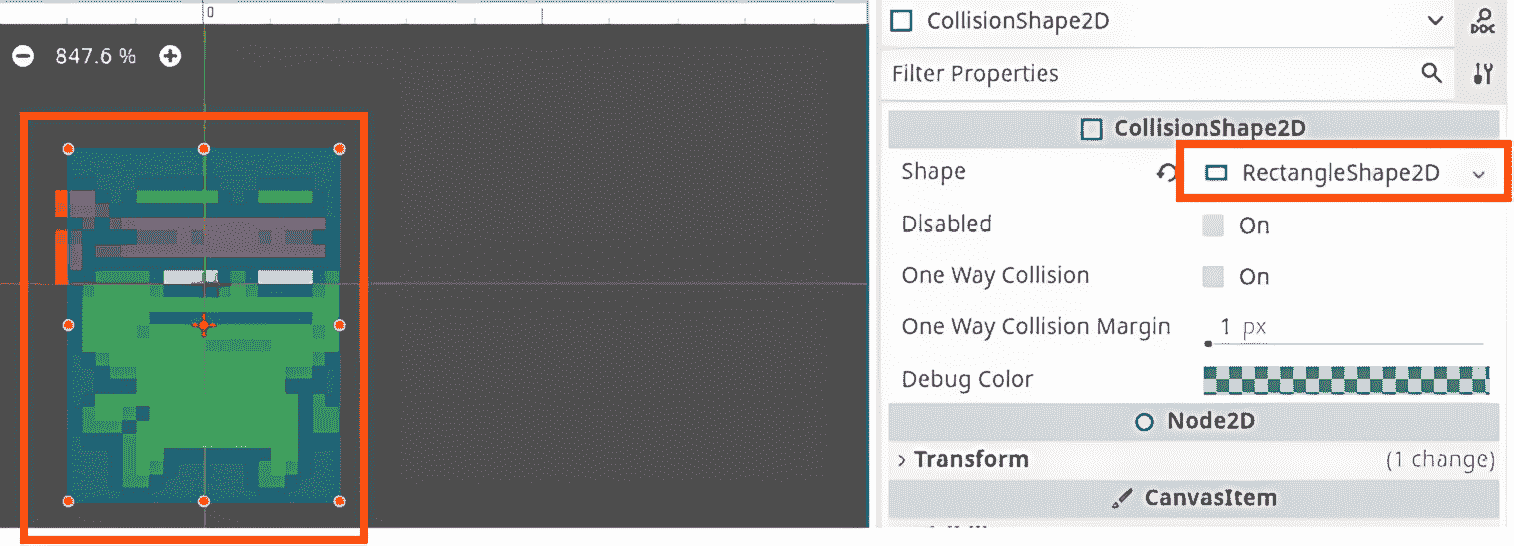 0
847.6 %
CollisionShape2D
DOC
Filter Properties
CollisionShape2D
Shape
RectangleShape2D
Disabled
On
One Way Collision
On
One Way Collision Margin
1 px
Debug Color
Node2D
Transform
(1 change)
CanvasItem